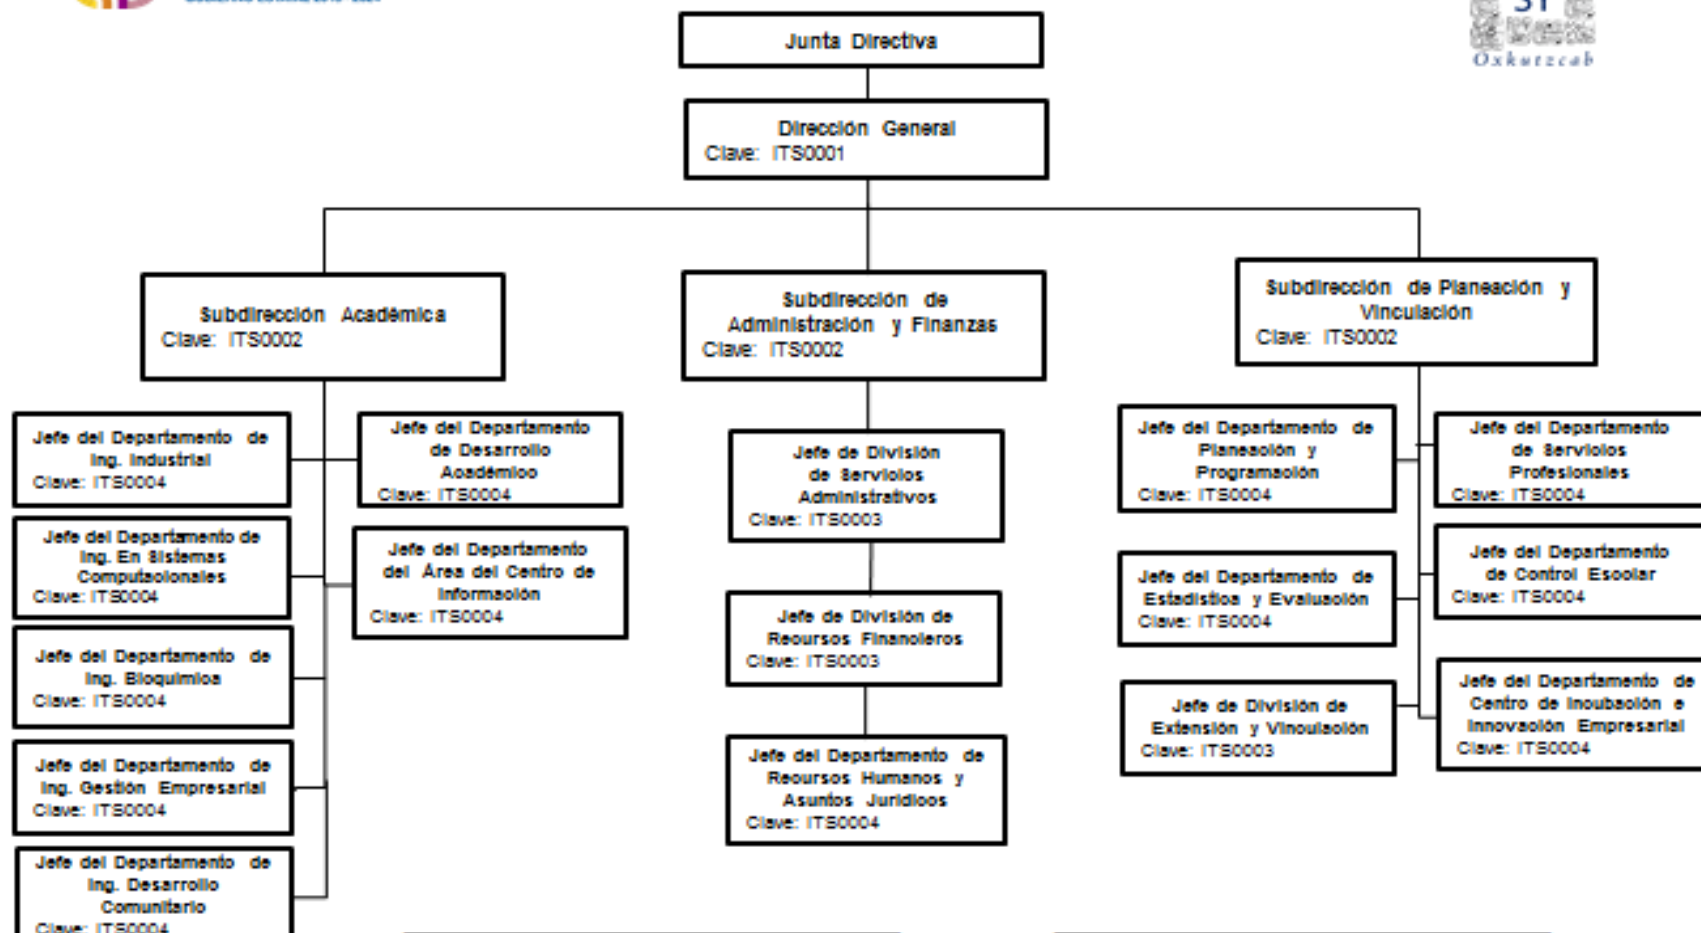 Oxkutzcab
Junta Directiva
Dirección General
Clave: ITS0001
Subdirección Académica
Clave: ITS0002
Subdirección de
Administración y Finanzas
Clave: ITS0002
Subdirección de Planeación y
Vinculación
Clave: ITS0002
Jefe del Departamento de
Ing. Industrial
Clave: ITS0004
Jefe del Departamento
de Desarrollo
Académico
Clave: ITS0004
Jefe del Departamento de
Ing. En Sistemas
Computacionales
Clave: ITS0004
Jefe del Departamento
del Área del Centro de
Información
Clave: ITS0004
Jefe del Departamento de
Ing. Bioquímica
Clave: ITS0004
Jefe del Departamento de
Ing. Gestión Empresarial
Clave: ITS0004
Jefe del Departamento de
Ing. Desarrollo
Comunitario
Clave: ITS0004
Jefe de División
de Servicios
Administrativos
Clave: ITS0003
Jefe de División de
Recursos Financieros
Clave: ITS0003
Jefe del Departamento de
Recursos Humanos y
Asuntos Jurídicos
Clave: ITS0004
Jefe del Departamento de
Planeación y
Programación
Clave: ITS0004
Jefe del Departamento
de Servicios
Profesionales
Clave: ITS0004
Jefe del Departamento de
Estadística y Evaluación
Clave: ITS0004
Jefe del Departamento
de Control Escolar
Clave: ITS0004
Jefe de División de
Extensión y Vinculación
Clave: ITS0003
Jefe del Departamento de
Centro de Incubación e
Innovación Empresarial
Clave: ITS0004